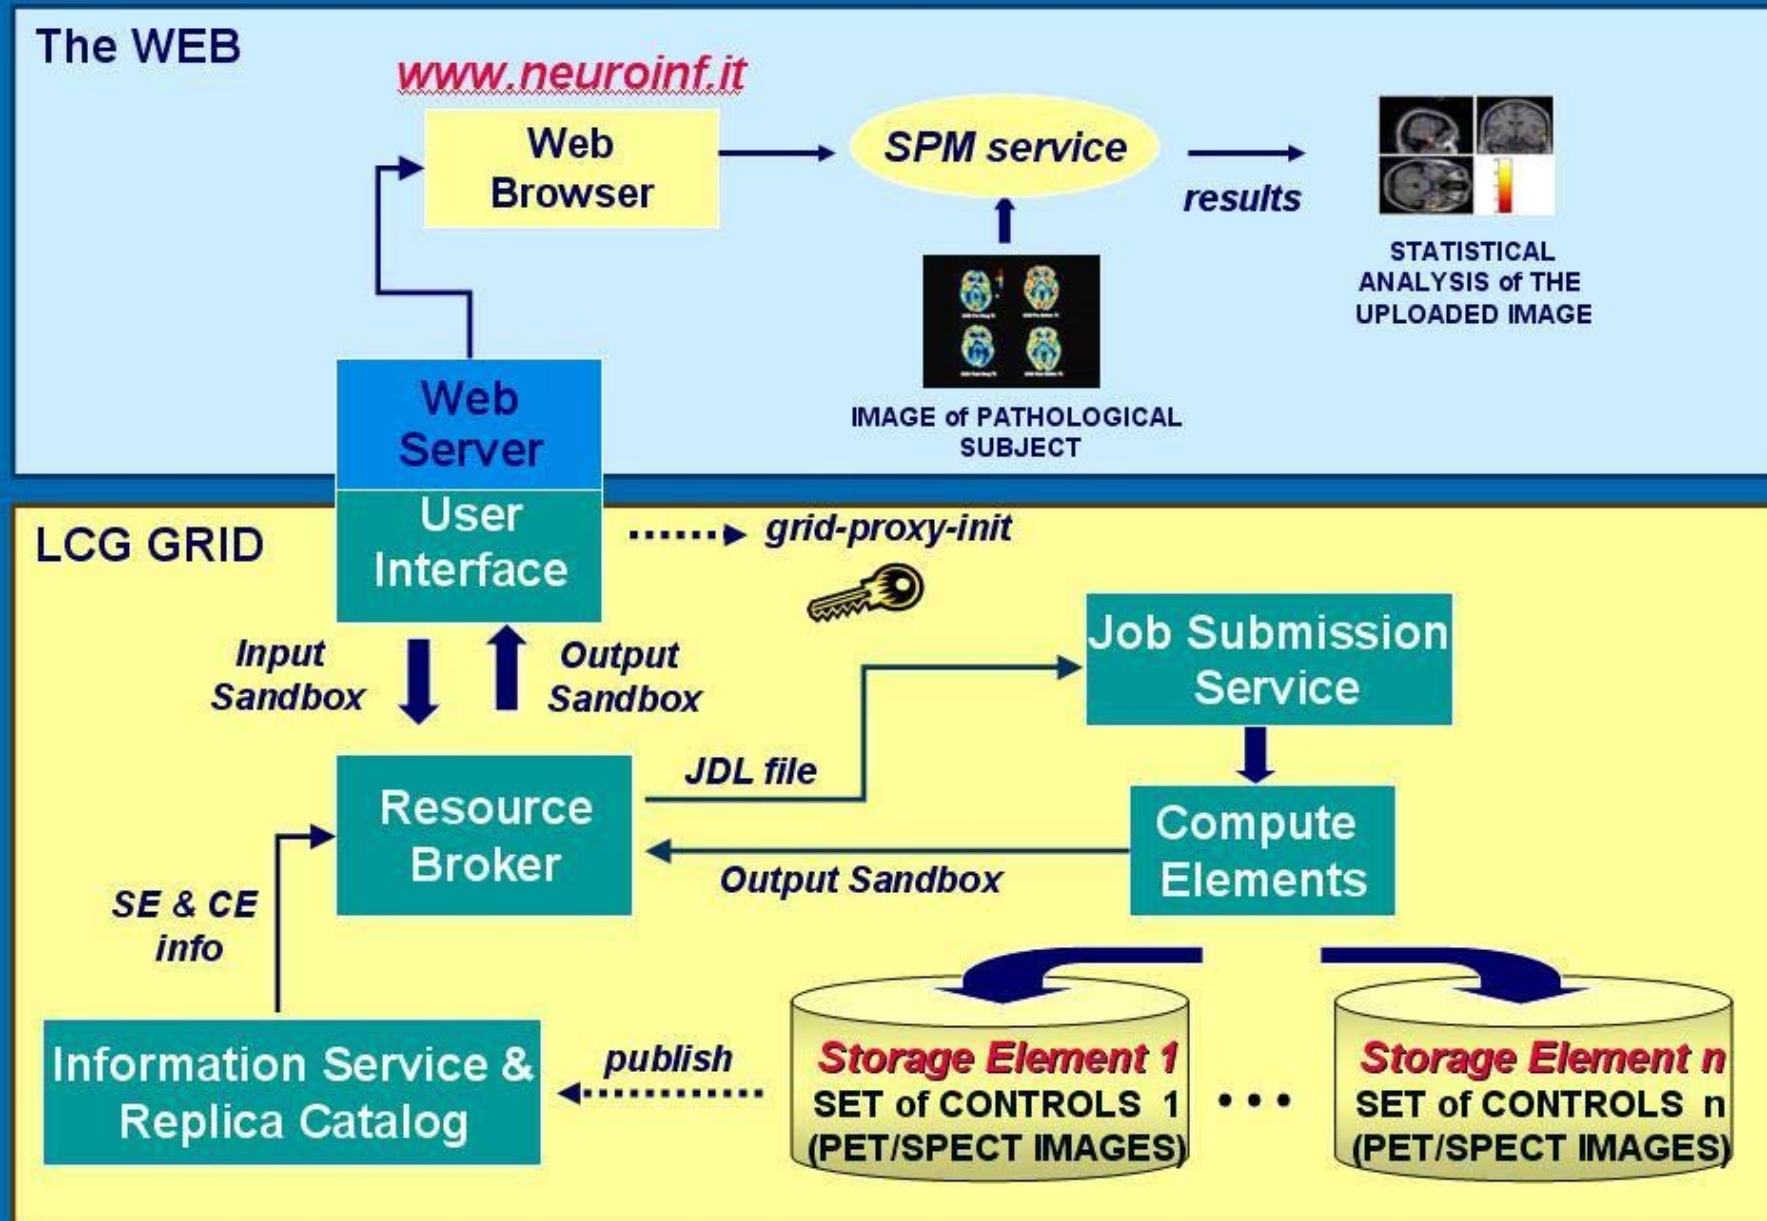 The WEB
www.neuroinf.it
Web
Browser
SPM service
results
STATISTICAL
ANALYSIS of THE
UPLOADED IMAGE
IMAGE of PATHOLOGICAL
SUBJECT
Web
Server
LCG GRID
User
Interface
grid-proxy-init
Input
Sandbox
Output
Sandbox
Job Submission
Service
Resource
Broker
JDL file
Compute
Elements
Output Sandbox
SE & CE
info
Information Service &
Replica Catalog
publish
Storage Element 1
SET of CONTROLS 1
(PET/SPECT IMAGES)
...
Storage Element n
SET of CONTROLS n
(PET/SPECT IMAGES)